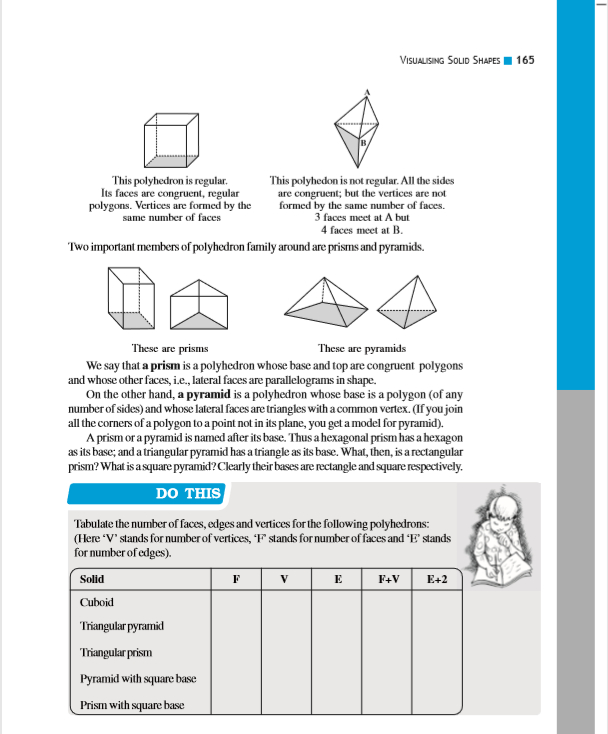 VISUALISING SOLID SHAPES 165
A
B
This polyhedron is regular.
Its faces are congruent, regular
polygons. Vertices are formed by the
same number of faces
This polyhedon is not regular. All the sides
are congruent; but the vertices are not
formed by the same number of faces.
3 faces meet at A but
4 faces meet at B.
Two important members of polyhedron family around are prisms and pyramids.
These are prisms
These are pyramids
We say that a prism is a polyhedron whose base and top are congruent polygons
and whose other faces, i.e., lateral faces are parallelograms in shape.
On the other hand, a pyramid is a polyhedron whose base is a polygon (of any
number of sides) and whose lateral faces are triangles with a common vertex. (If you join
all the corners of a polygon to a point not in its plane, you get a model for pyramid).
A prism or a pyramid is named after its base. Thus a hexagonal prism has a hexagon
as its base; and a triangular pyramid has a triangle as its base. What, then, is a rectangular
prism? What is a square pyramid? Clearly their bases are rectangle and square respectively.
DO THIS
Tabulate the number of faces, edges and vertices for the following polyhedrons:
(Here 'V' stands for number of vertices, 'F' stands for number of faces and 'E' stands
for number of edges).
Solid F V E F+V E+2
Cuboid
Triangular pyramid
Triangular prism
Pyramid with square base
Prism with square base